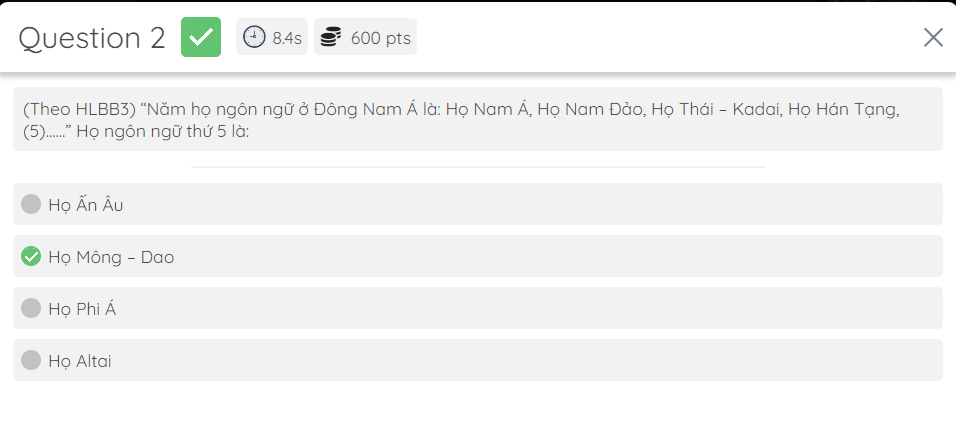 Question 2
8.4s
600 pts
(Theo HLBB3) “Năm họ ngôn ngữ ở Đông Nam Á là: Họ Nam Á, Họ Nam Đảo, Họ Thái – Kadai, Họ Hán Tạng,
(5)......” Họ ngôn ngữ thứ 5 là:
Họ Ấn Âu
Họ Mông – Dao
Họ Phi Á
Họ Altai